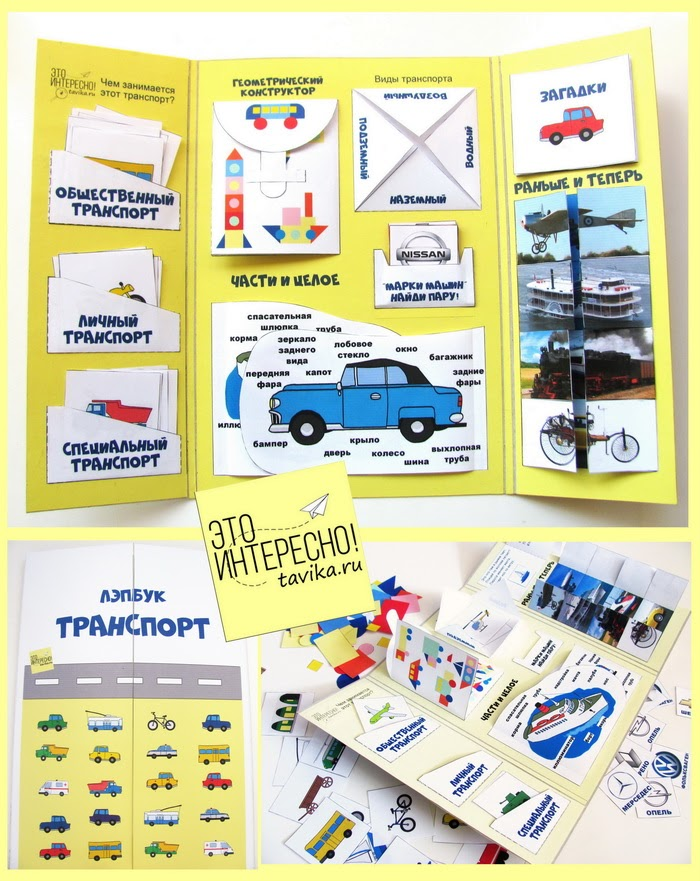 ЭТО
ИНТЕРЕСНО!
tavika.ru
Чем занимается
этот транспорт?
ОБЩЕСТВЕННЫЙ
ТРАНСПОРТ
ЛИЧНЫЙ
ТРАНСПОРТ
СПЕЦИАЛЬНЫЙ
ТРАНСПОРТ
ГЕОМЕТРИЧЕСКИЙ
КОНСТРУКТОР
Виды транспорта
ВОЗДУШНЫЙ
ПОДЗЕМНЫЙ
ВОДНЫЙ
НАЗЕМНЫЙ
NISSAN
"МАРКИ МАШИН"
НАЙДИ ПАРУ!
ЧАСТИ И ЦЕЛОЕ
спасательная
шлюпка
труба
корма
зеркало
заднего
вида
лобовое
стекло
окно
багажник
передняя
фара
капот
задние
фары
иллю
бампер
крыло
дверь
колесо
шина
выхлопная
труба
ЗАГАДКИ
РАНЬШЕ И ТЕПЕРЬ
ЭТО
ИНТЕРЕСНО!
tavika.ru
ЛЭПБУК
ТРАНСПОРТ
РАНЬШЕ И ТЕПЕРЬ
ЧАСТИ И ЦЕЛОЕ
ОБЩЕСТВЕННЫЙ
ТРАНСПОРТ
ЛИЧНЫЙ
ТРАНСПОРТ
СПЕЦИАЛЬНЫЙ
ТРАНСПОРТ
РЕНО
МЕРСЕДЕС
ОПЕЛЬ
ОПЕЛЬ
ФОЛЬКСВАГЕН